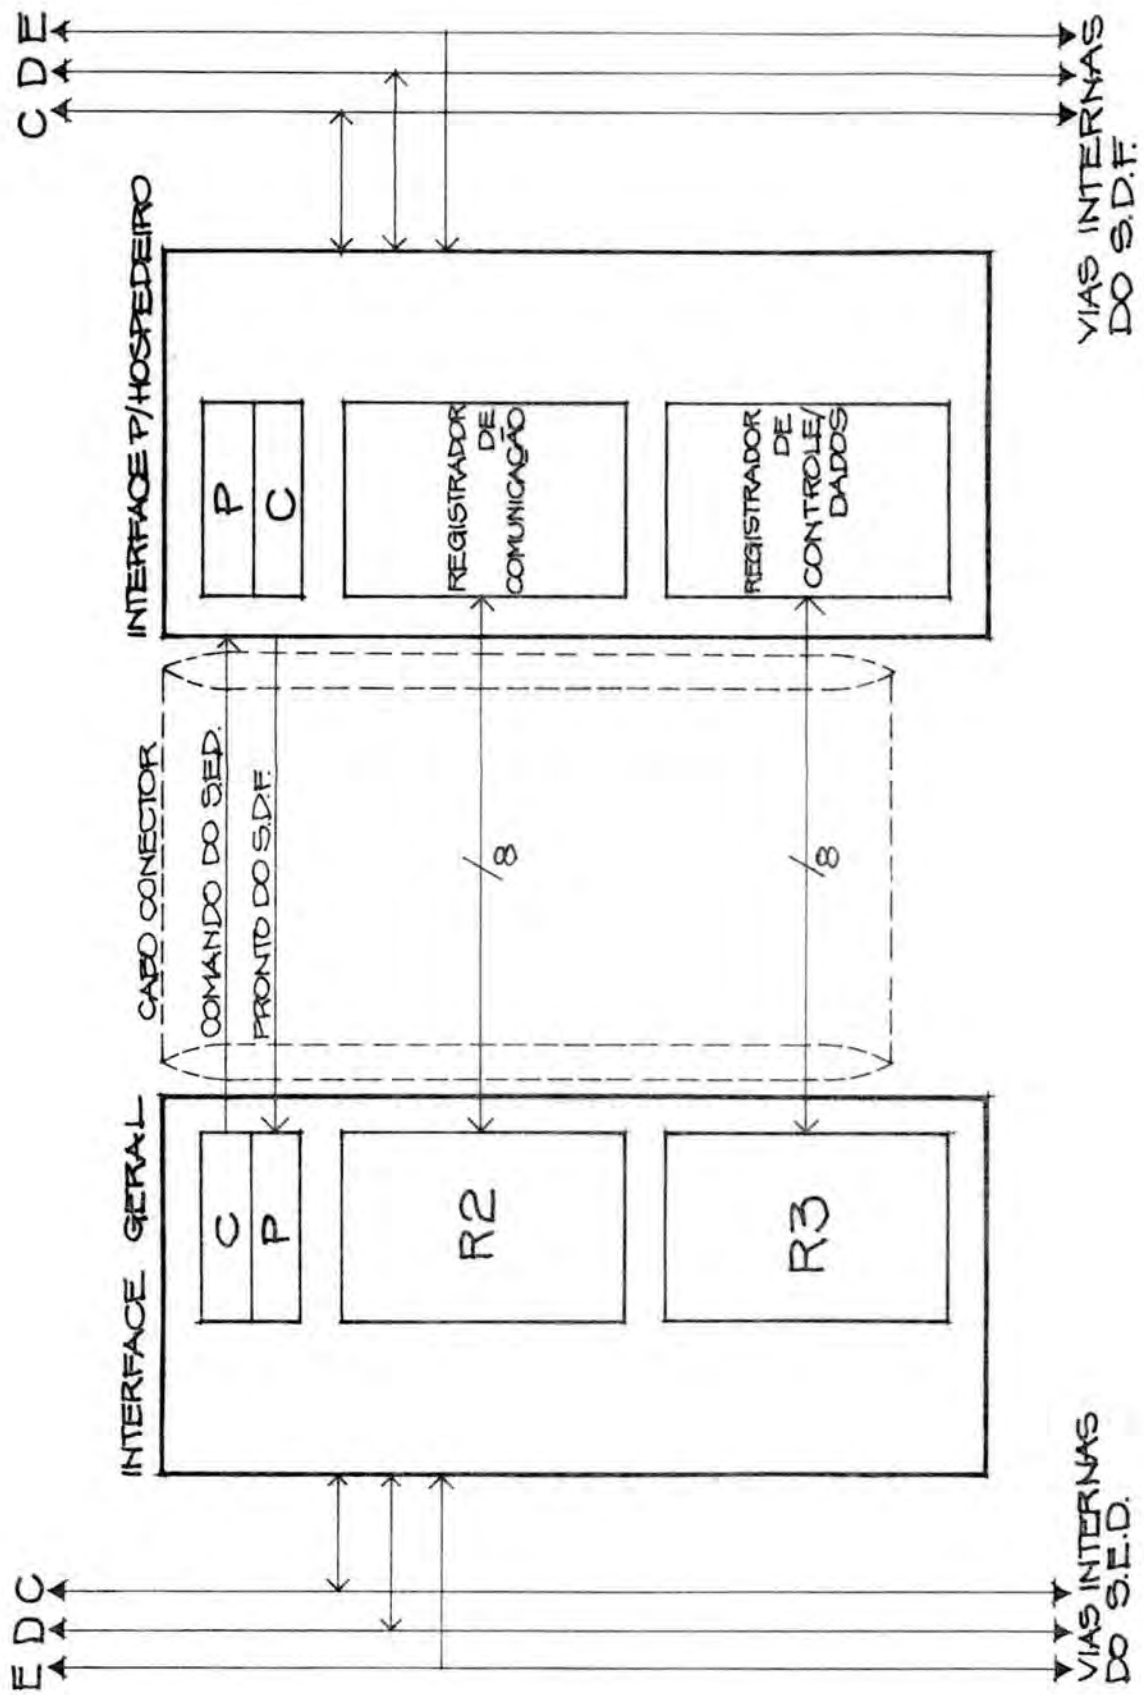 E D C
INTERFACE GERAL
CABO CONECTOR
INTERFACE P/HOSPEDEIRO
C D E
C
P
COMANDO DO S.E.D.
PRONTO DO S.D.F.
P
C
R2
8
REGISTRADOR
DE
COMUNICAÇÃO
R3
8
REGISTRADOR
DE
CONTROLE/
DADOS
VIAS INTERNAS
DO S.E.D.
VIAS INTERNAS
DO S.D.F.